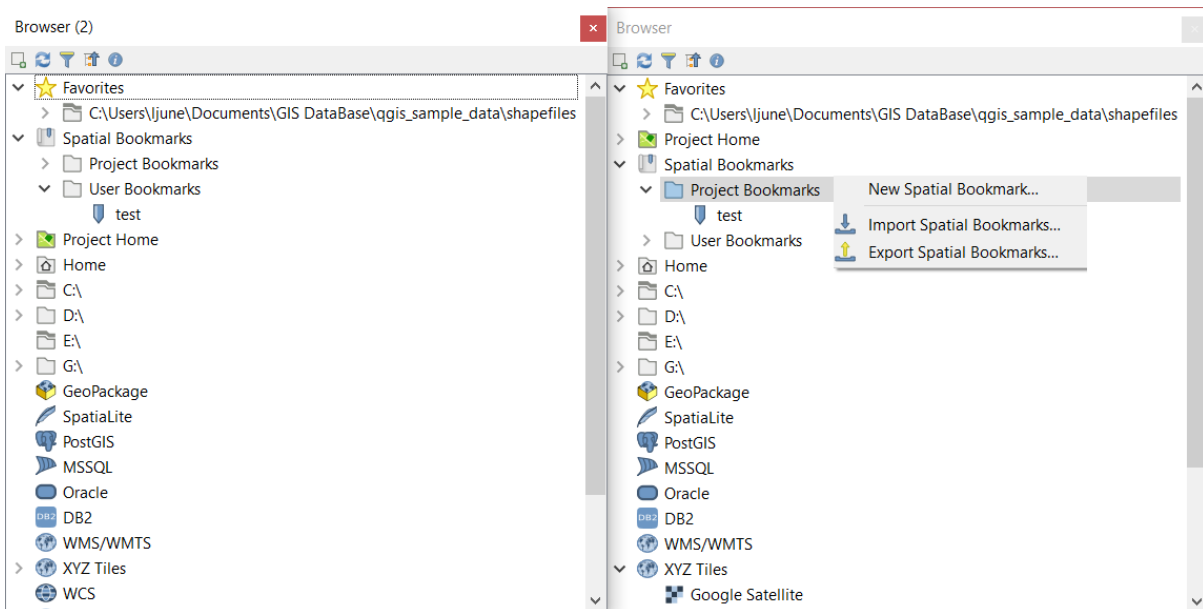 Browser (2)
Favorites
C:\Users\ljune\Documents\GIS DataBase\qgis_sample_data\shapefiles
Spatial Bookmarks
Project Bookmarks
User Bookmarks
test
Project Home
Home
C:\
D:\
E:\
G:\
GeoPackage
SpatiaLite
PostGIS
MSSQL
Oracle
DB2
DB2
WMS/WMTS
XYZ Tiles
WCS
Browser
Favorites
C:\Users\ljune\Documents\GIS DataBase\qgis_sample_data\shapefiles
Project Home
Spatial Bookmarks
Project Bookmarks
test
User Bookmarks
Home
C:\
D:\
E:\
G:\
GeoPackage
SpatiaLite
PostGIS
MSSQL
Oracle
DB2
DB2
WMS/WMTS
XYZ Tiles
Google Satellite
New Spatial Bookmark...
Import Spatial Bookmarks...
Export Spatial Bookmarks...